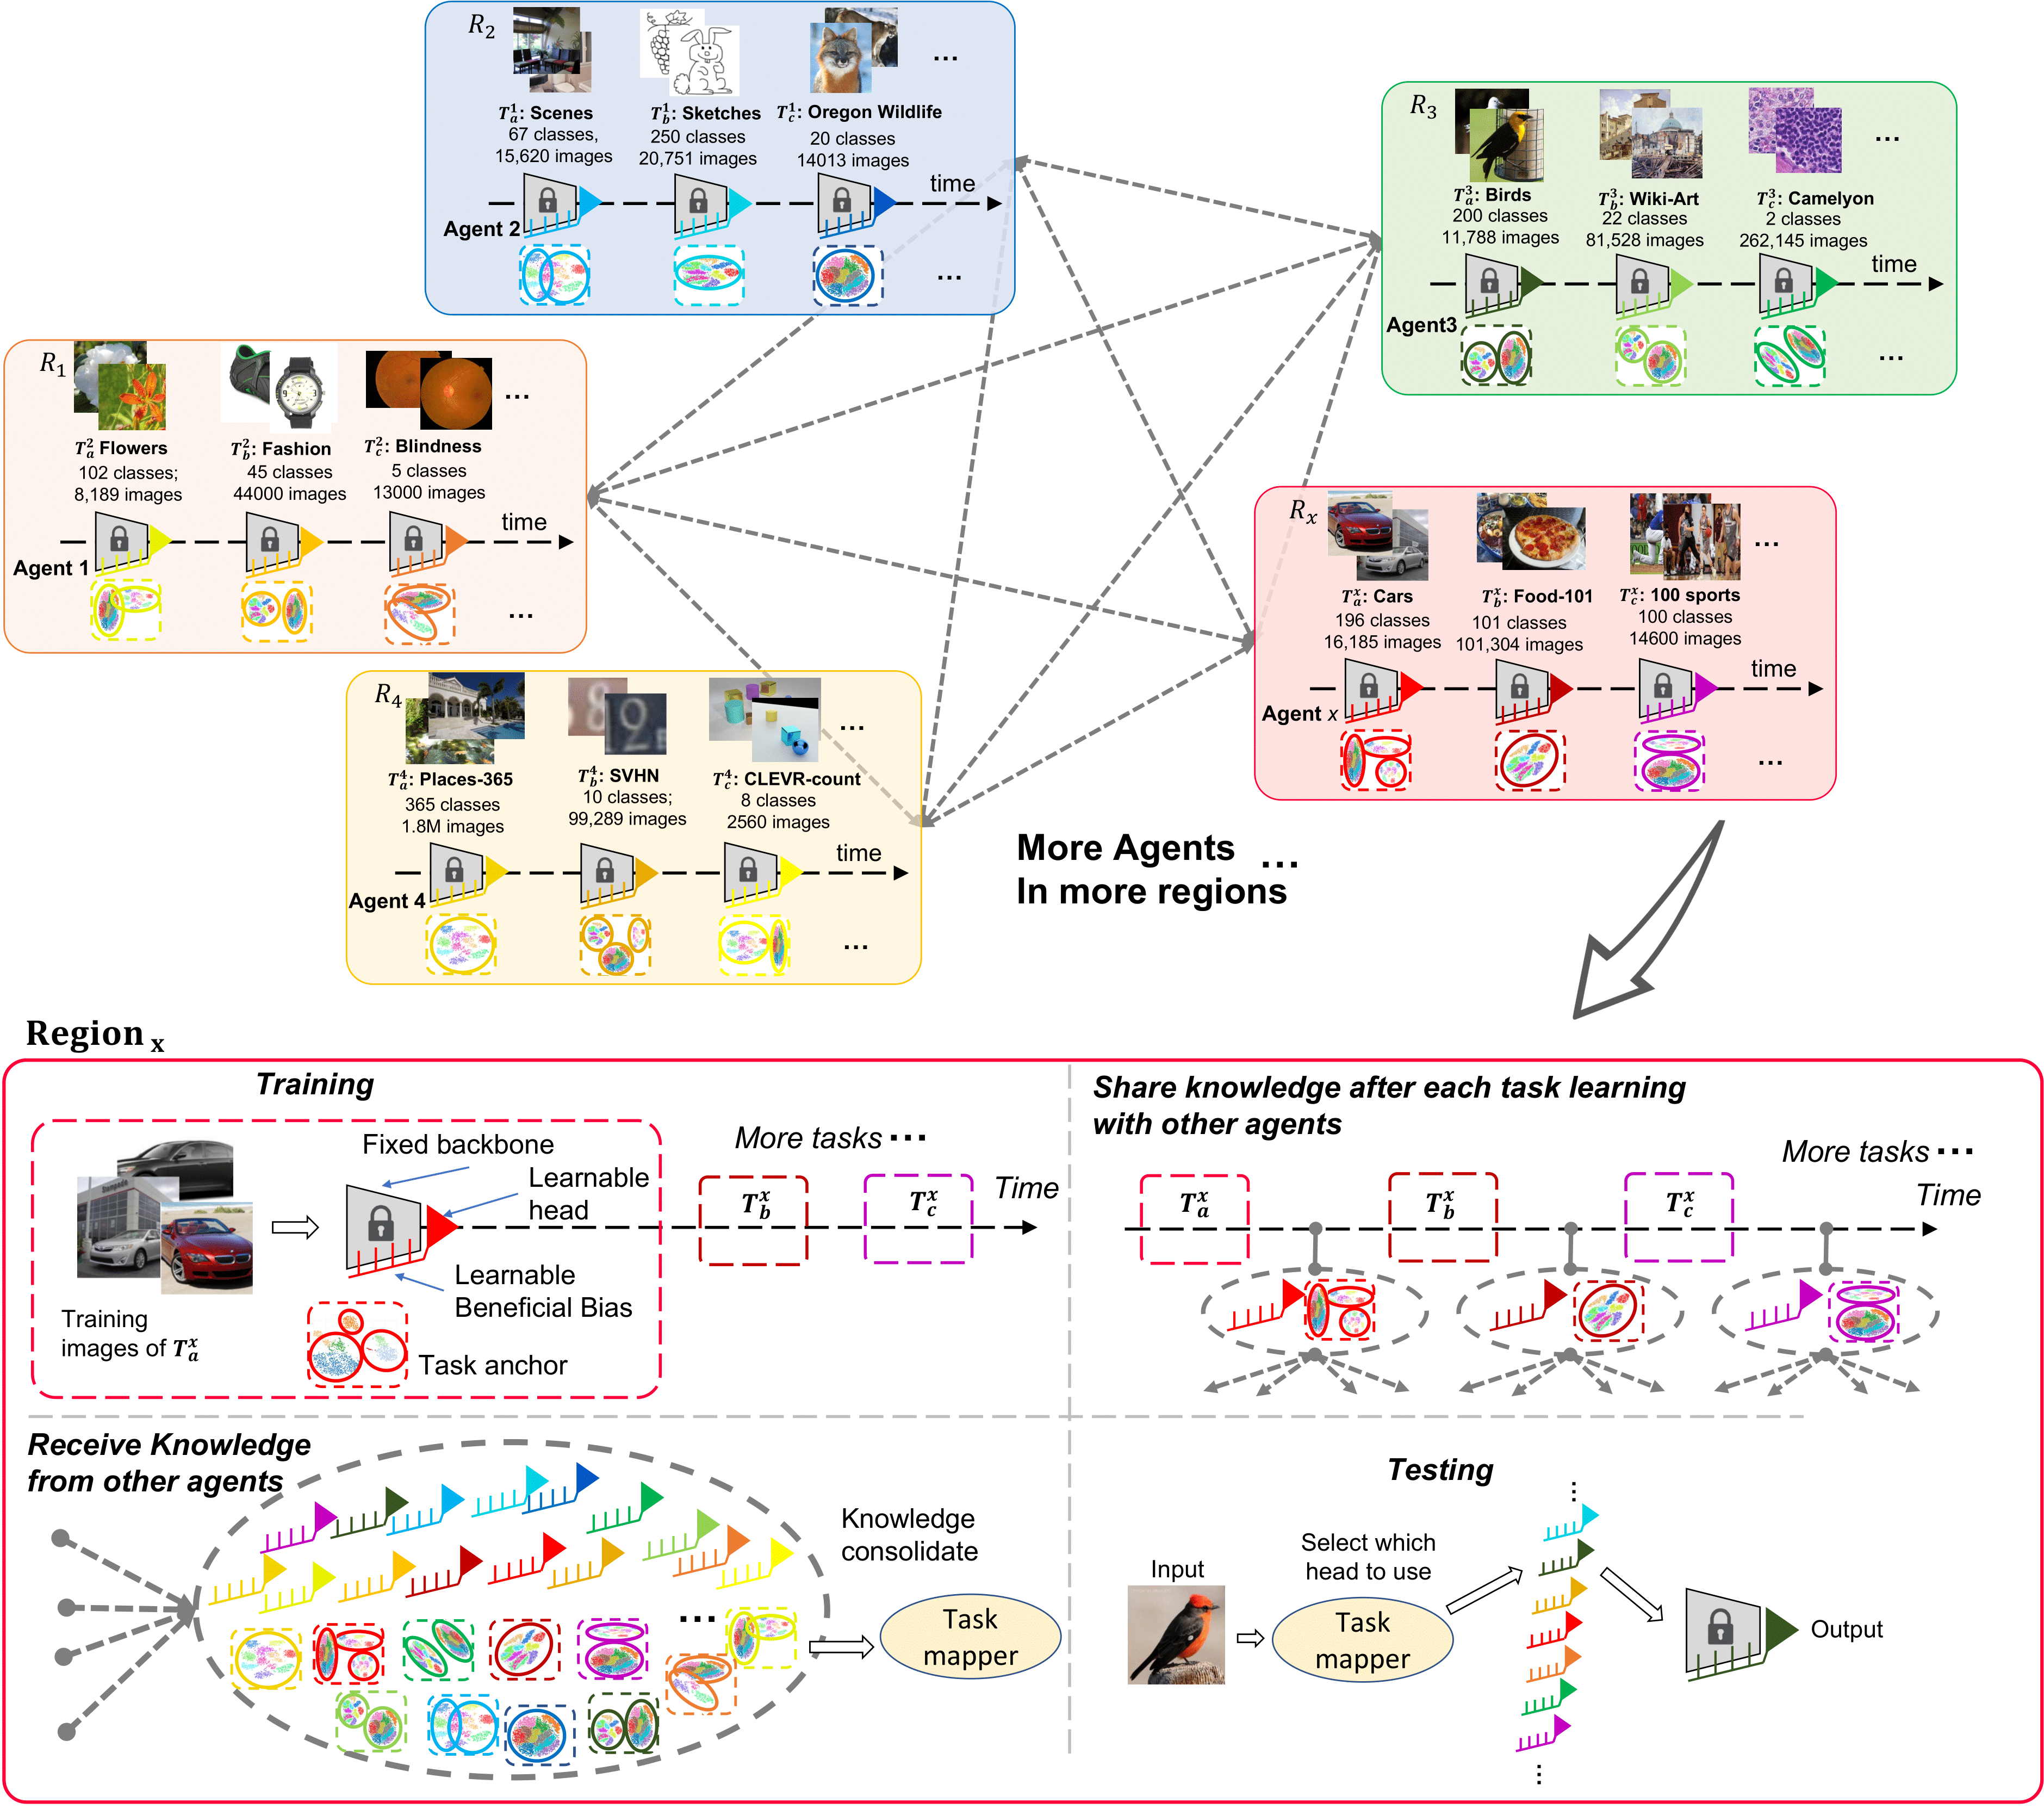 R₂
T_a^1: Scenes
67 classes,
15,620 images
T_b^1: Sketches
250 classes
20,751 images
T_c^1: Oregon Wildlife
20 classes
14013 images
...
time
Agent 2
...
R₃
T_a^3: Birds
200 classes
11,788 images
T_b^3: Wiki-Art
22 classes
81,528 images
T_c^3: Camelyon
2 classes
262,145 images
...
time
Agent3
...
R₁
T_a^2 Flowers
102 classes;
8,189 images
T_b^2: Fashion
45 classes
44000 images
T_c^2: Blindness
5 classes
13000 images
...
time
Agent 1
...
Rₓ
T_a^x: Cars
196 classes
16,185 images
T_b^x: Food-101
101 classes
101,304 images
T_c^x: 100 sports
100 classes
14600 images
...
time
Agent x
...
R₄
T_a^4: Places-365
365 classes
1.8M images
T_b^4: SVHN
10 classes;
99,289 images
T_c^4: CLEVR-count
8 classes
2560 images
...
time
Agent 4
...
More Agents ...
In more regions
Region x
Training
Fixed backbone
Learnable
head
Learnable
Beneficial Bias
Training
images of T_a^x
Task anchor
More tasks ...
T_b^x
T_c^x
Time
Share knowledge after each task learning
with other agents
More tasks ...
T_a^x
T_b^x
T_c^x
Time
Receive Knowledge
from other agents
...
Knowledge
consolidate
Task
mapper
Testing
Input
Select which
head to use
Task
mapper
...
...
Output